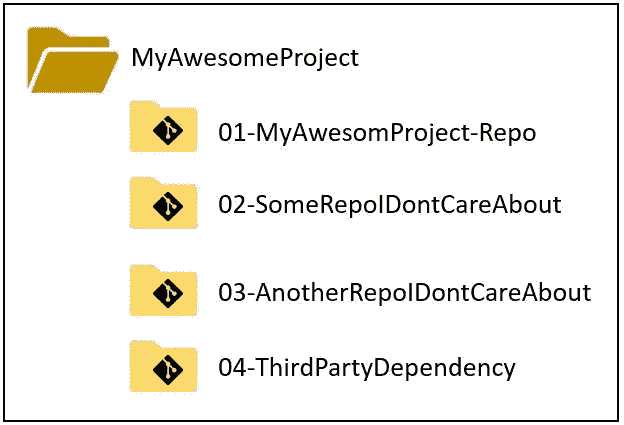 MyAwesomeProject
01-MyAwesomProject-Repo
02-SomeRepoIDontCareAbout
03-AnotherRepoIDontCareAbout
04-ThirdPartyDependency